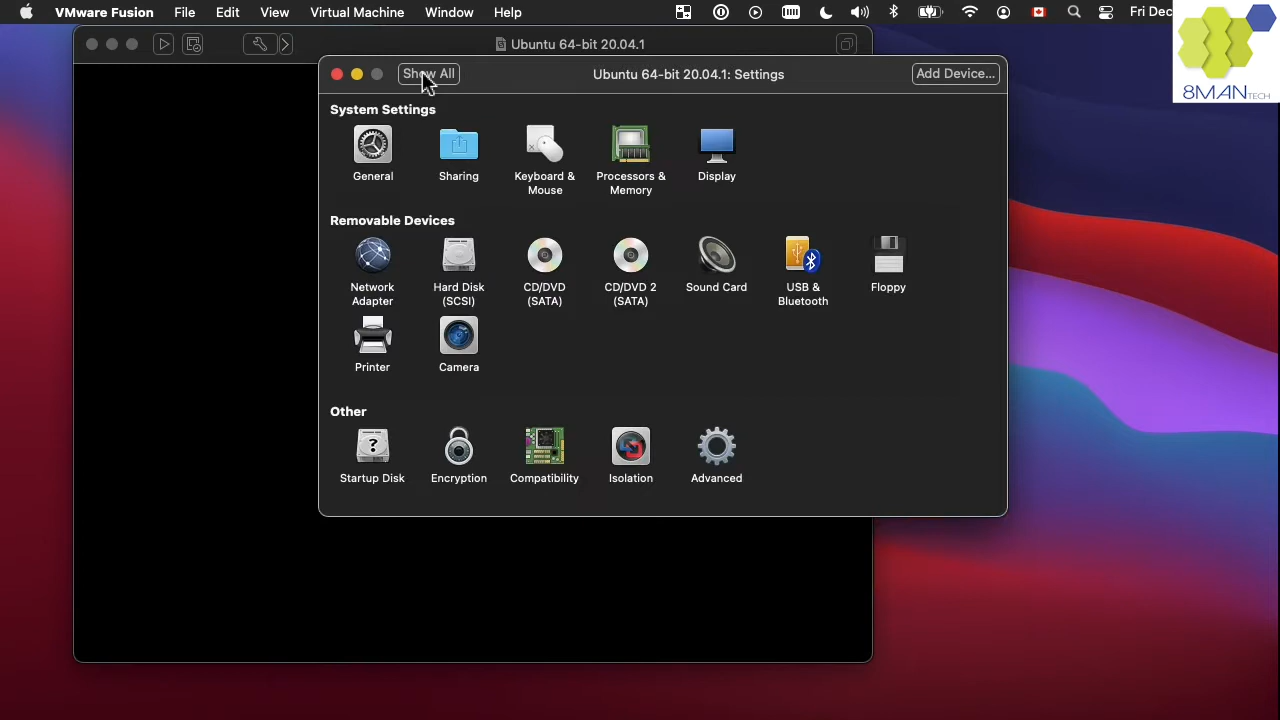 VMware Fusion File Edit View Virtual Machine Window Help Fri Dec
8MANTECH
Ubuntu 64-bit 20.04.1
Show All Ubuntu 64-bit 20.04.1: Settings Add Device...
System Settings
General Sharing Keyboard & Mouse Processors & Memory Display
Removable Devices
Network Adapter Hard Disk (SCSI) CD/DVD (SATA) CD/DVD 2 (SATA) Sound Card USB & Bluetooth Floppy
Printer Camera
Other
Startup Disk Encryption Compatibility Isolation Advanced